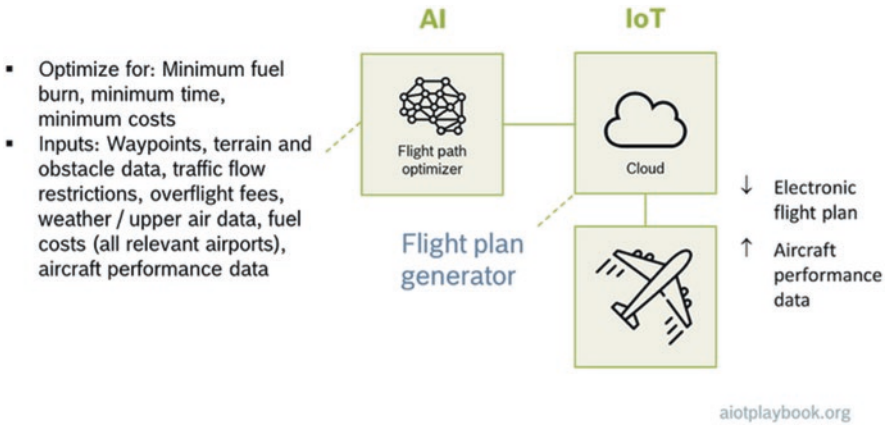 AI
IoT
▪ Optimize for: Minimum fuel
burn, minimum time,
minimum costs
▪ Inputs: Waypoints, terrain and
obstacle data, traffic flow
restrictions, overflight fees,
weather / upper air data, fuel
costs (all relevant airports),
aircraft performance data
Flight path
optimizer
Cloud
Flight plan
generator
↓ Electronic
flight plan
↑ Aircraft
performance
data
aiotplaybook.org